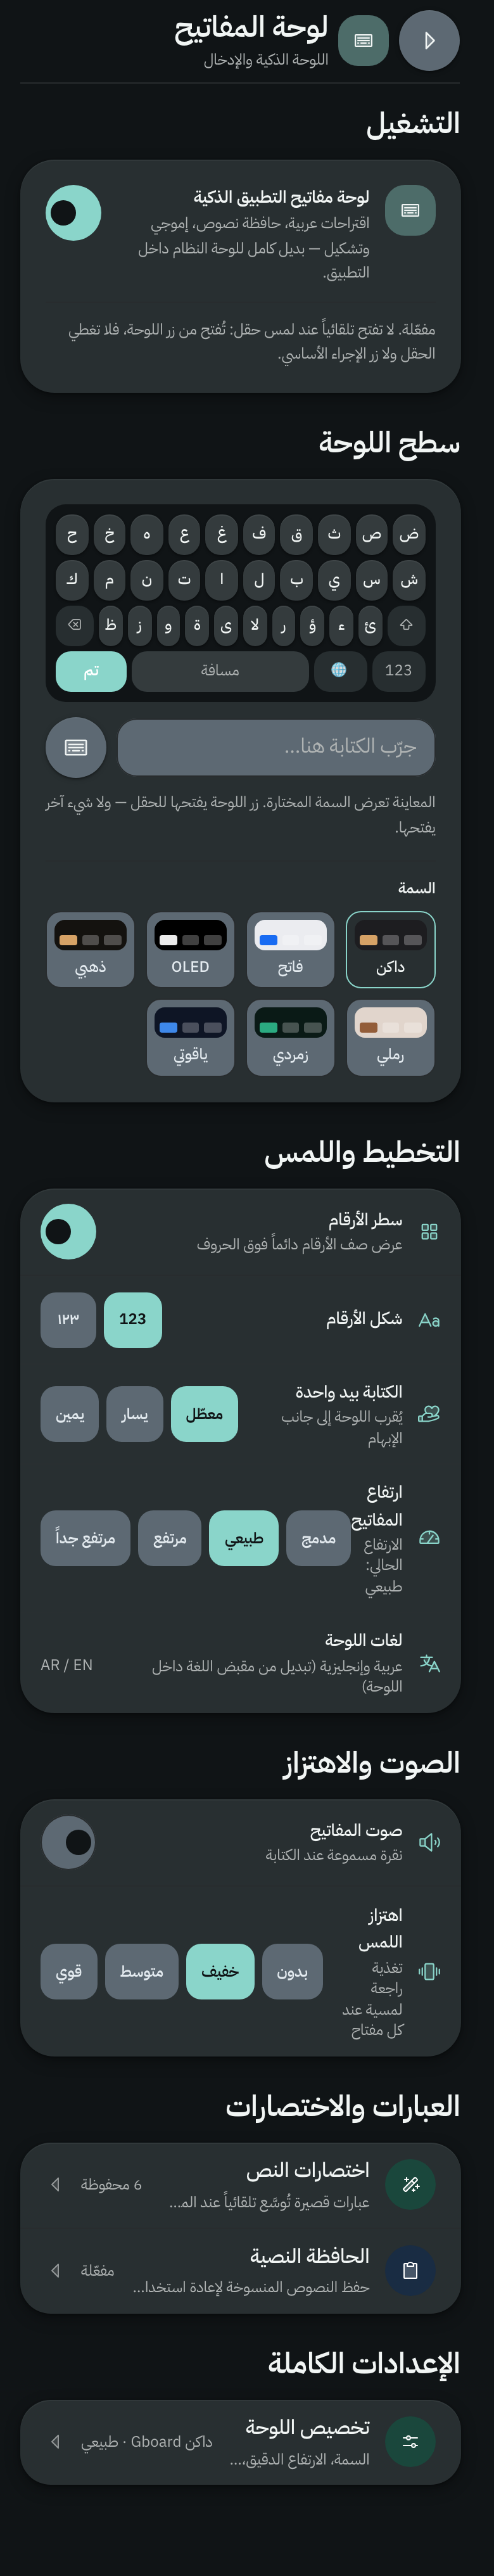 لوحة المفاتيح
اللوحة الذكية والإدخال
التشغيل
لوحة مفاتيح التطبيق الذكية
اقتراحات عربية، حافظة نصوص، إموجي
وتشكيل — بديل كامل للوحة النظام داخل
التطبيق.
مفعّلة. لا تفتح تلقائياً عند لمس حقل: تُفتح من زر اللوحة، فلا تغطي
الحقل ولا زر الإجراء الأساسي.
سطح اللوحة
ض ص ث ق ف غ ع ه خ ح
ش س ي ب ل ا ت ن م ك
ئ ء ؤ ر لا ى ة و ز ظ
123 مسافة تم
جرّب الكتابة هنا...
المعاينة تعرض السمة المختارة. زر اللوحة يفتحها للحقل — ولا شيء آخر
يفتحها.
السمة
داكن فاتح OLED ذهبي
رملي زمردي ياقوتي
التخطيط واللمس
سطر الأرقام
عرض صف الأرقام دائماً فوق الحروف
شكل الأرقام 123 ١٢٣
الكتابة بيد واحدة
يُقرب اللوحة إلى جانب
الإبهام
معطّل يسار يمين
ارتفاع
المفاتيح
الارتفاع
الحالي:
طبيعي
مدمج طبيعي مرتفع مرتفع جداً
لغات اللوحة
عربية وإنجليزية (تبديل من مقبض اللغة داخل
اللوحة)
AR / EN
الصوت والاهتزاز
صوت المفاتيح
نقرة مسموعة عند الكتابة
اهتزاز
اللمس
تغذية
راجعة
لمسية عند
كل مفتاح
بدون خفيف متوسط قوي
العبارات والاختصارات
اختصارات النص
عبارات قصيرة تُوسَّع تلقائياً عند المـ...
6 محفوظة
الحافظة النصية
حفظ النصوص المنسوخة لإعادة استخدا...
مفعّلة
الإعدادات الكاملة
تخصيص اللوحة
السمة، الارتفاع الدقيق،...
داكن Gboard · طبيعي